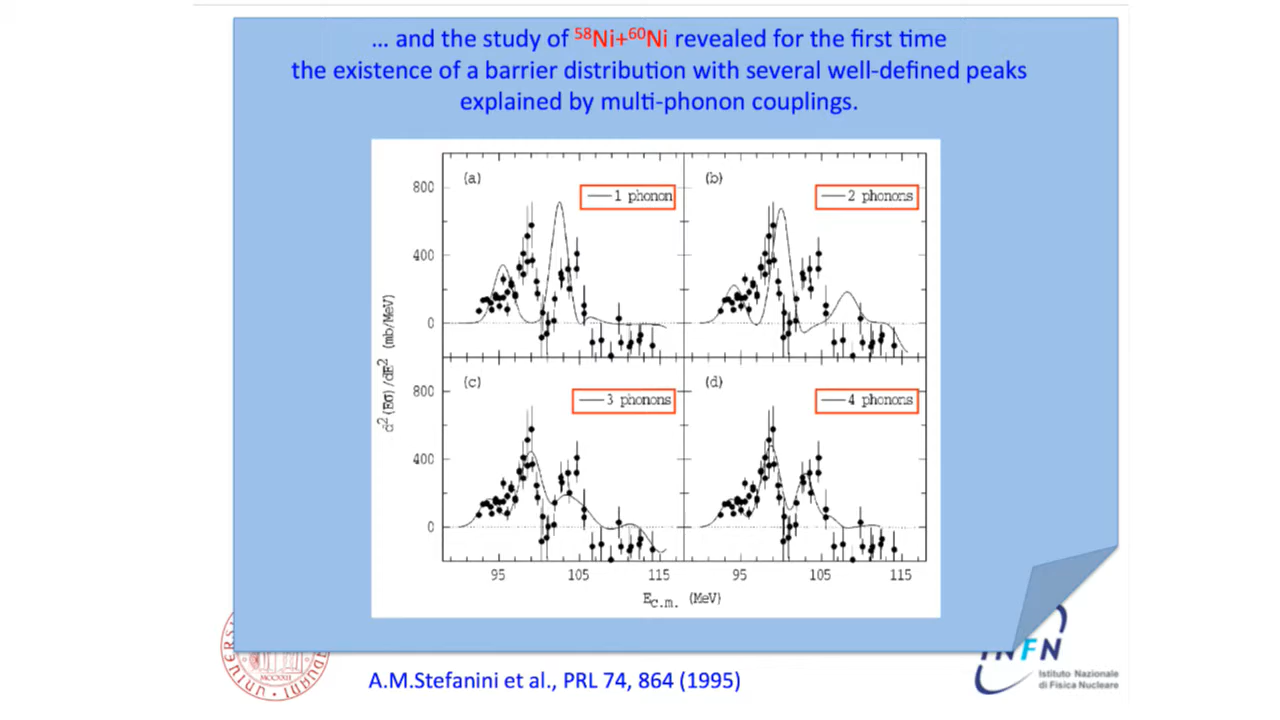 ... and the study of ⁵⁸Ni+⁶⁰Ni revealed for the first time
the existence of a barrier distribution with several well-defined peaks
explained by multi-phonon couplings.
(a)
1 phonon
(b)
2 phonons
800
400
0
(c)
3 phonons
(d)
4 phonons
800
400
0
d²(Eσ)/dE² (mb/MeV)
95 105 115 95 105 115
E_c.m. (MeV)
MCCXXII
INFN
Istituto Nazionale
di Fisica Nucleare
A.M.Stefanini et al., PRL 74, 864 (1995)